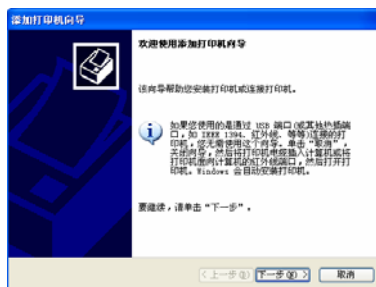 添加打印机向导
欢迎使用添加打印机向导
该向导帮助您安装打印机或连接打印机。
如果您使用的是通过 USB 端口(或其他热插端
口，如 IEEE 1394、红外线、等等)连接的打
印机，您无需使用这个向导。单击“取消”，
关闭向导，然后将打印机电缆插入计算机或将
打印机面向计算机的红外线端口，然后打开打
印机。Windows 会自动安装打印机。
要继续，请单击“下一步”。
< 上一步(B) 下一步(N) > 取消